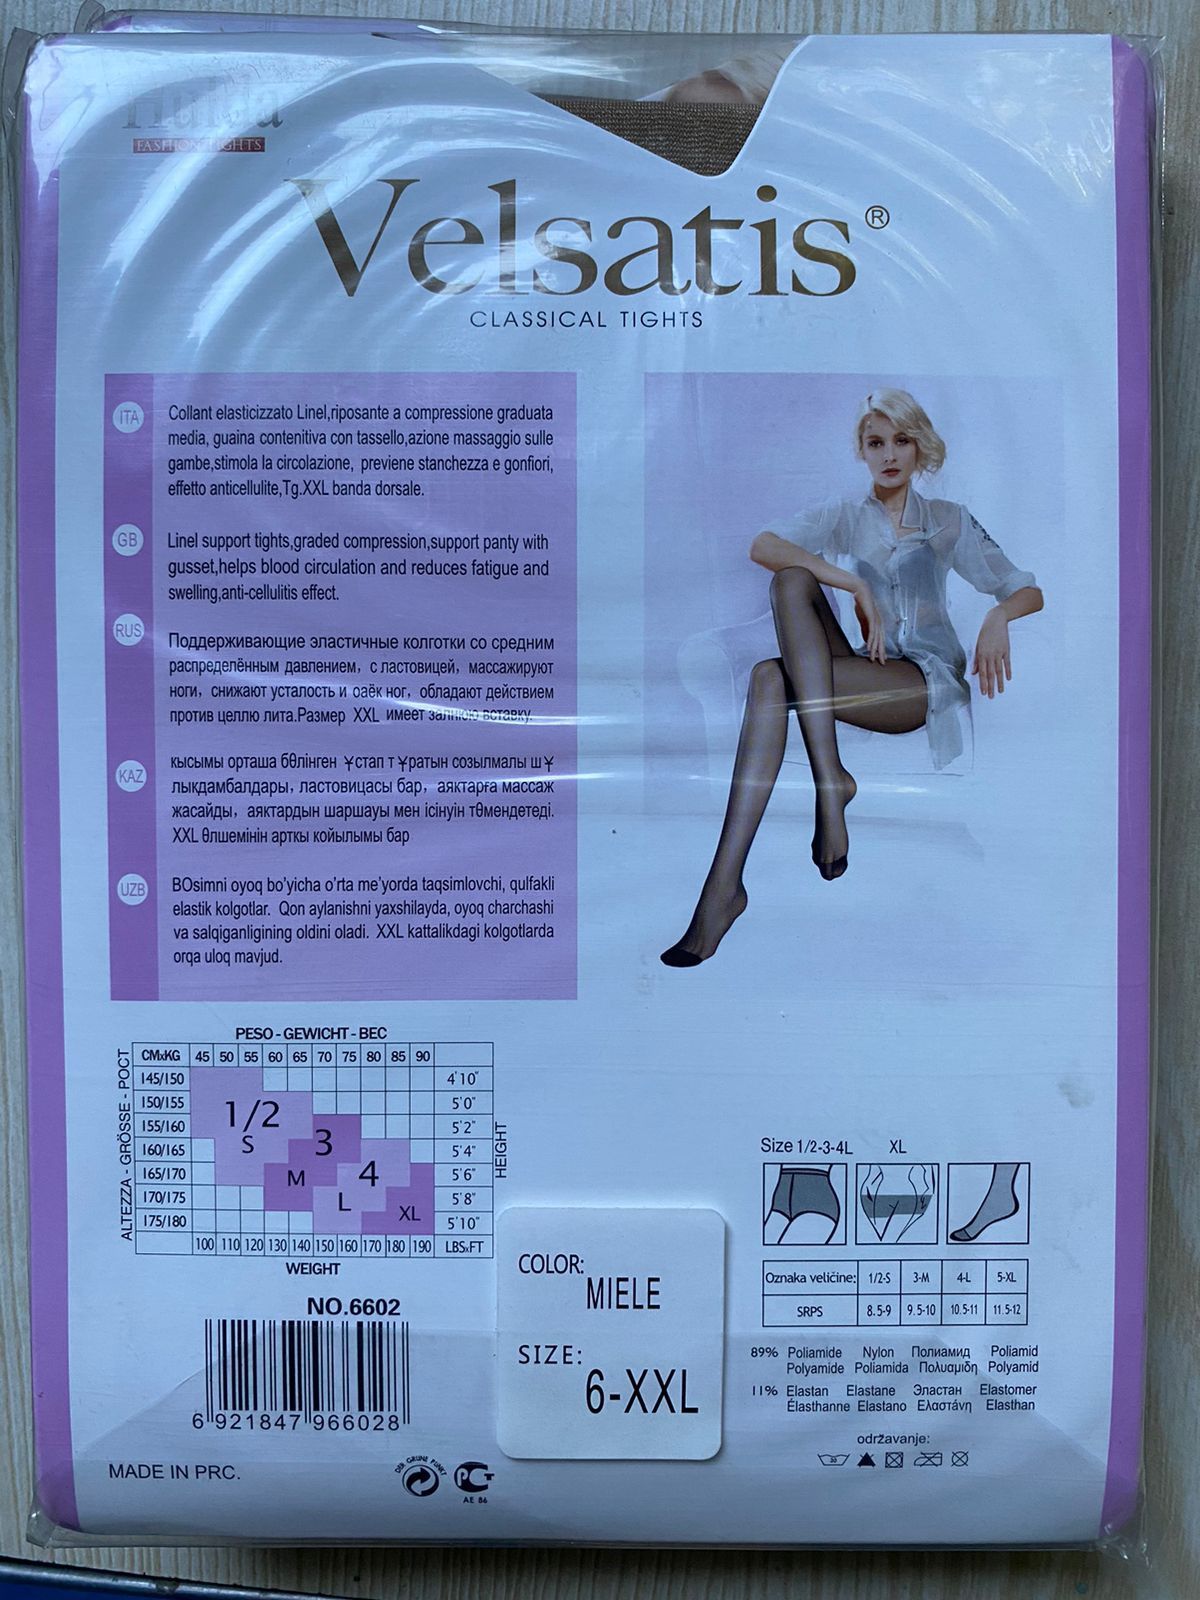 Hulda
FASHION TIGHTS
Velsatis®
CLASSICAL TIGHTS
ITA
Collant elasticizzato Linel,riposante a compressione graduata
media, guaina contenitiva con tassello,azione massaggio sulle
gambe,stimola la circolazione, previene stanchezza e gonfiori,
effetto anticellulite,Tg.XXL banda dorsale.
GB
Linel support tights,graded compression,support panty with
gusset,helps blood circulation and reduces fatigue and
swelling,anti-cellulitis effect.
RUS
Поддерживающие эластичные колготки со средним
распределённым давлением, с ластовицей, массажируют
ноги, снижают усталость и оаёк ног, обладают действием
против целлю лита.Размер XXL имеет заднюю вставку.
KAZ
кысымы орташа бөлінген ұстап т ұратын созылмалы ш ұ
лыкдамбалдары, ластовицасы бар, аяктарға массаж
жасайды, аяктардын шаршауы мен ісінуін төмендетеді.
XXL өлшемінін арткы койылымы бар
UZB
BOsimni oyoq bo'yicha o'rta me'yorda taqsimlovchi, qulfakli
elastik kolgotlar. Qon aylanishni yaxshilayda, oyoq charchashi
va salqiganligining oldini oladi. XXL kattalikdagi kolgotlarda
orqa uloq mavjud.
PESO - GEWICHT - ВЕС
ALTEZZA - GRÖSSE - РОСТ
CMxKG 45 50 55 60 65 70 75 80 85 90
145/150 4'10"
150/155 5'0"
155/160 5'2"
160/165 5'4"
165/170 5'6"
170/175 5'8"
175/180 5'10"
1/2
S
3
M
4
L
XL
HEIGHT
100 110 120 130 140 150 160 170 180 190 LBSxFT
WEIGHT
NO.6602
6 921847 966028
MADE IN PRC.
DER GRÜNE PUNKT
РСТ
AE 86
COLOR:
MIELE
SIZE:
6-XXL
Size 1/2-3-4L XL
Oznaka veličine: 1/2-S 3-M 4-L 5-XL
SRPS 8.5-9 9.5-10 10.5-11 11.5-12
89% Poliamide Nylon Полиамид Poliamid
Polyamide Poliamida Πολυαμιδη Polyamid
11% Elastan Elastane Эластан Elastomer
Élasthanne Elastano Ελαστάνη Elasthan
održavanje:
30